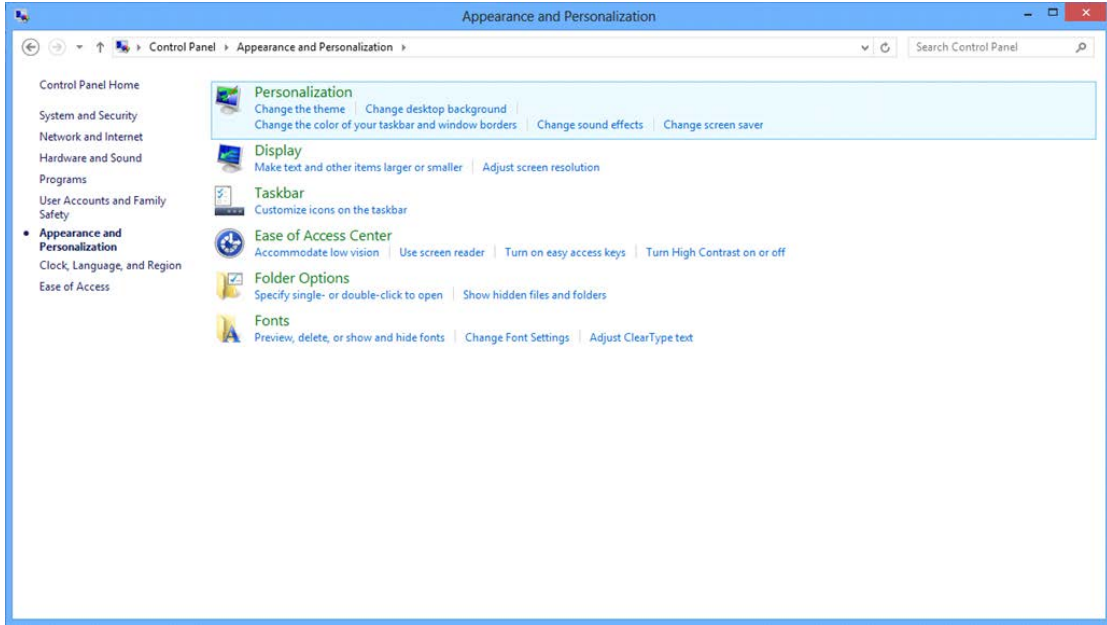 Appearance and Personalization
Control Panel Appearance and Personalization
Search Control Panel
Control Panel Home
System and Security
Network and Internet
Hardware and Sound
Programs
User Accounts and Family
Safety
Appearance and
Personalization
Clock, Language, and Region
Ease of Access
Personalization
Change the theme Change desktop background
Change the color of your taskbar and window borders Change sound effects Change screen saver
Display
Make text and other items larger or smaller Adjust screen resolution
Taskbar
Customize icons on the taskbar
Ease of Access Center
Accommodate low vision Use screen reader Turn on easy access keys Turn High Contrast on or off
Folder Options
Specify single- or double-click to open Show hidden files and folders
Fonts
Preview, delete, or show and hide fonts Change Font Settings Adjust ClearType text